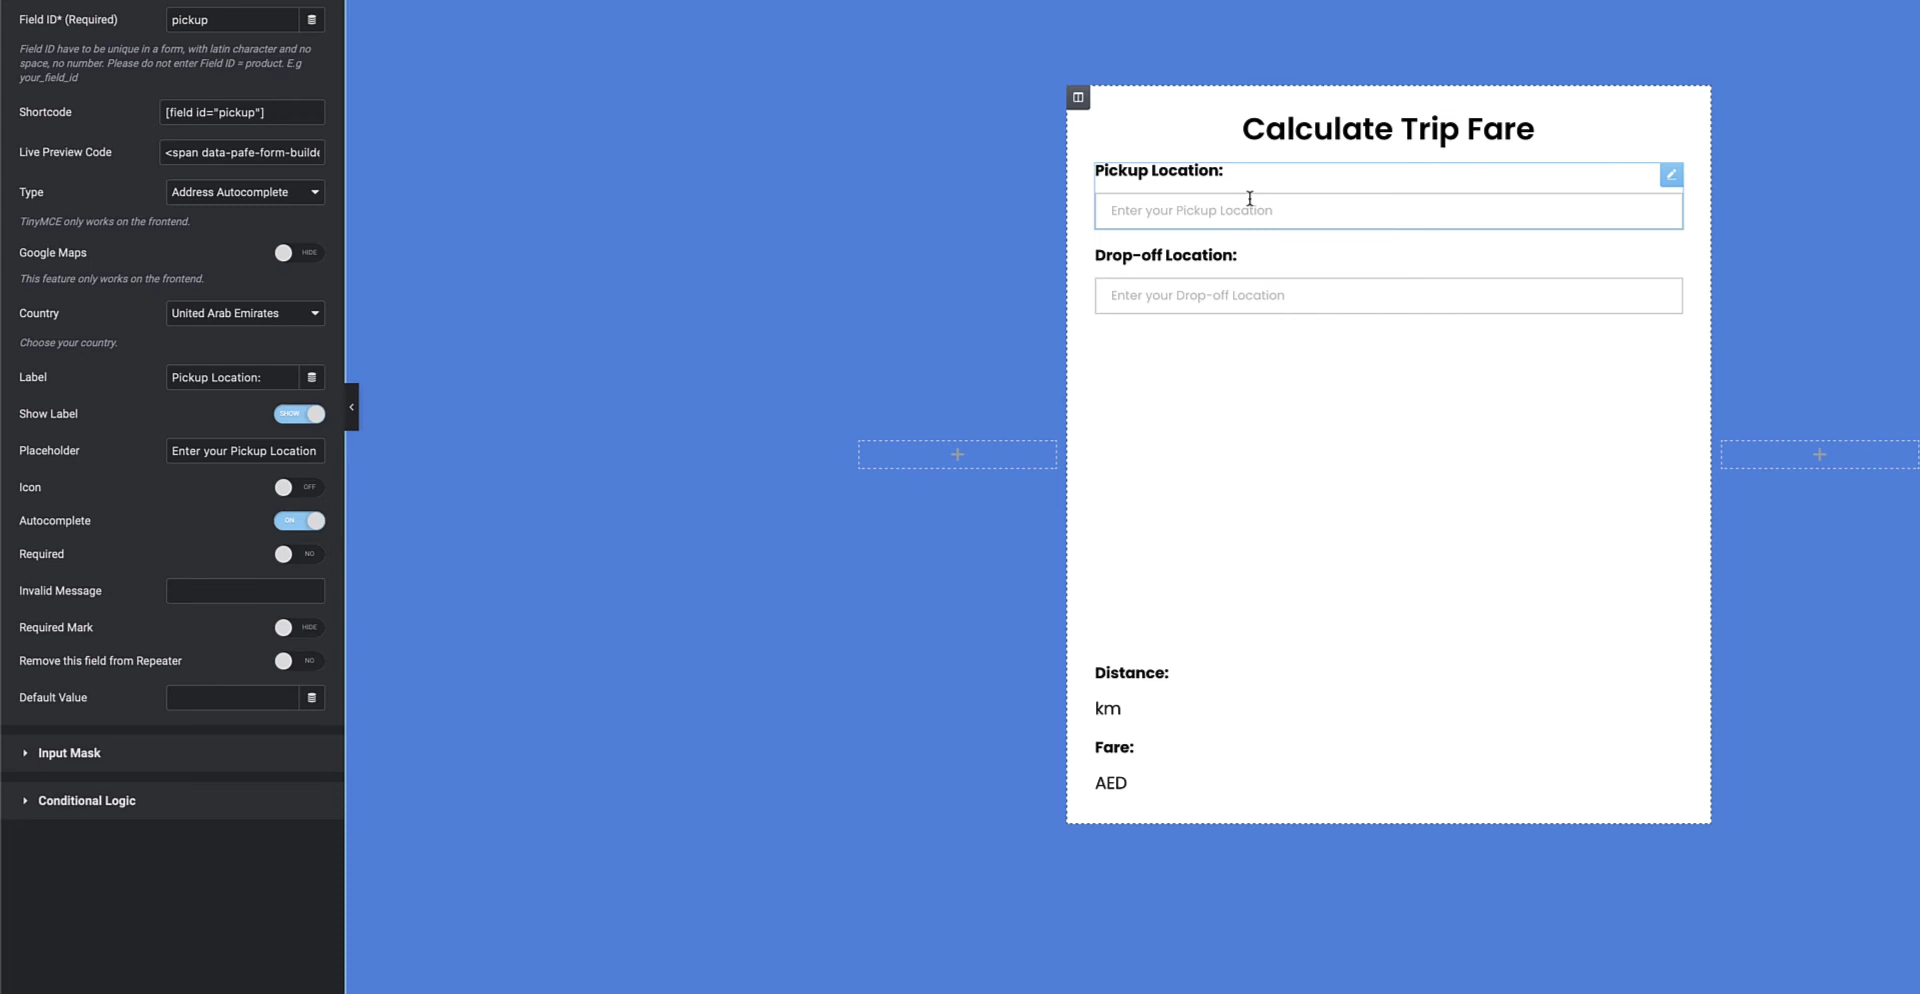 Field ID* (Required)
pickup
Field ID have to be unique in a form, with latin character and no
space, no number. Please do not enter Field ID = product. E.g
your_field_id
Shortcode
[field id="pickup"]
Live Preview Code
<span data-pafe-form-builde
Type
Address Autocomplete
TinyMCE only works on the frontend.
Google Maps
HIDE
This feature only works on the frontend.
Country
United Arab Emirates
Choose your country.
Label
Pickup Location:
Show Label
SHOW
Placeholder
Enter your Pickup Location
Icon
OFF
Autocomplete
ON
Required
NO
Invalid Message
Required Mark
HIDE
Remove this field from Repeater
NO
Default Value
Input Mask
Conditional Logic
Calculate Trip Fare
Pickup Location:
Enter your Pickup Location
Drop-off Location:
Enter your Drop-off Location
Distance:
km
Fare:
AED